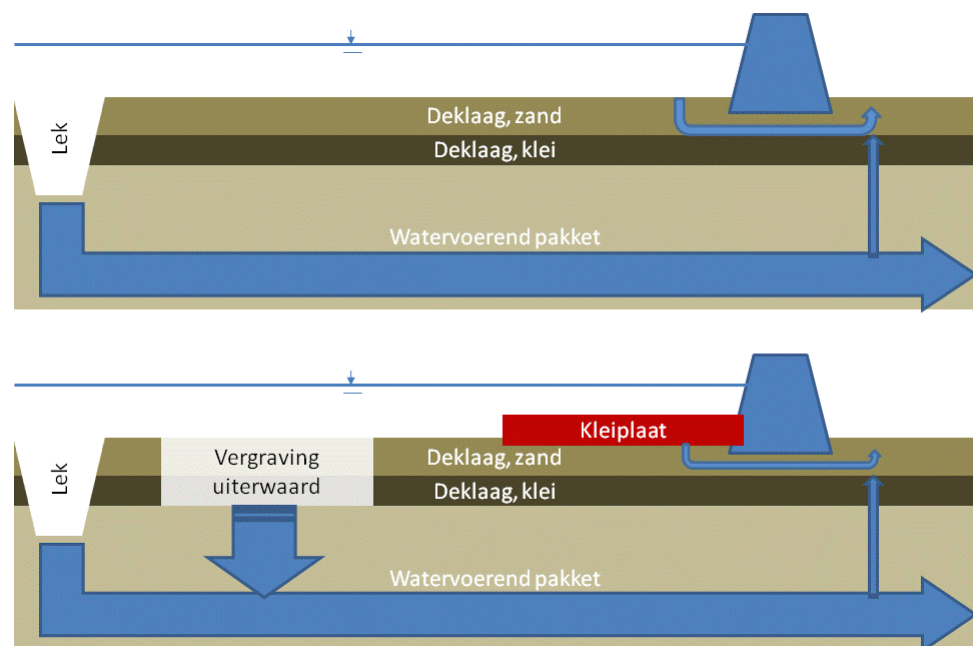 Deklaag, zand
Lek
Deklaag, klei
Watervoerend pakket
Kleiplaat
Vergraving
uiterwaard
Deklaag, zand
Lek
Deklaag, klei
Watervoerend pakket